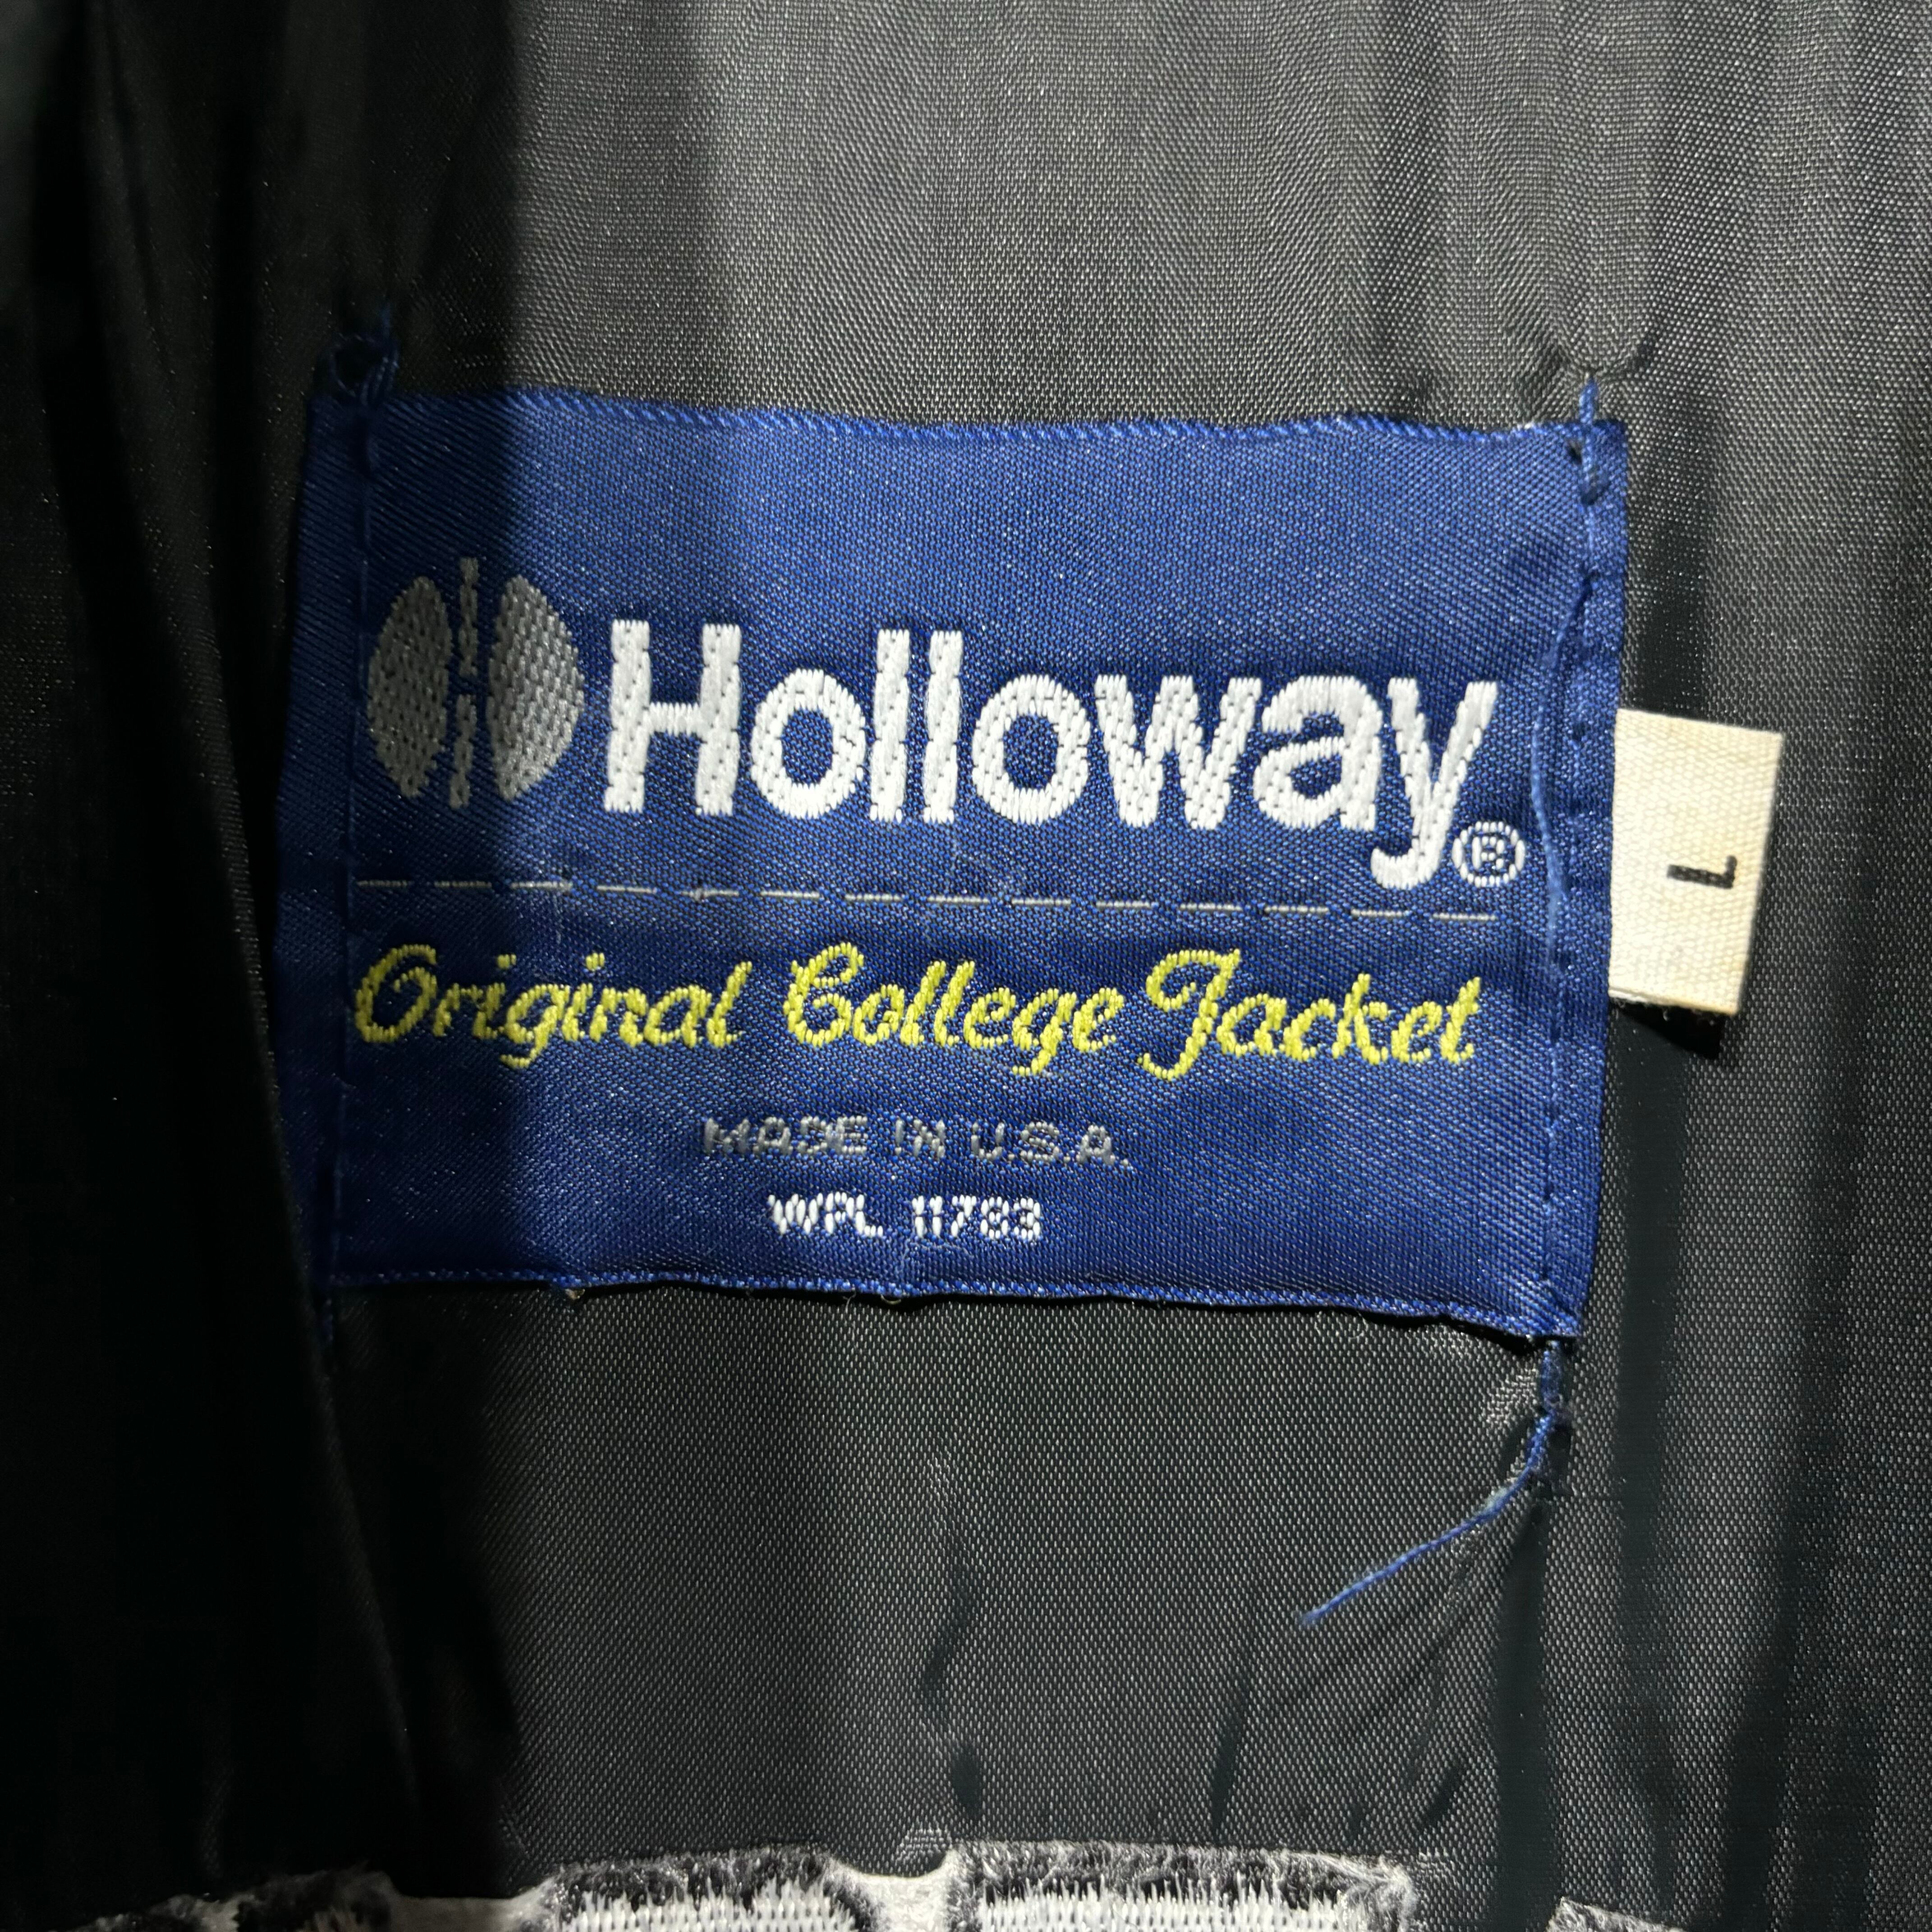 Holloway®
Original College Jacket
MADE IN U.S.A.
WPL 11783
L